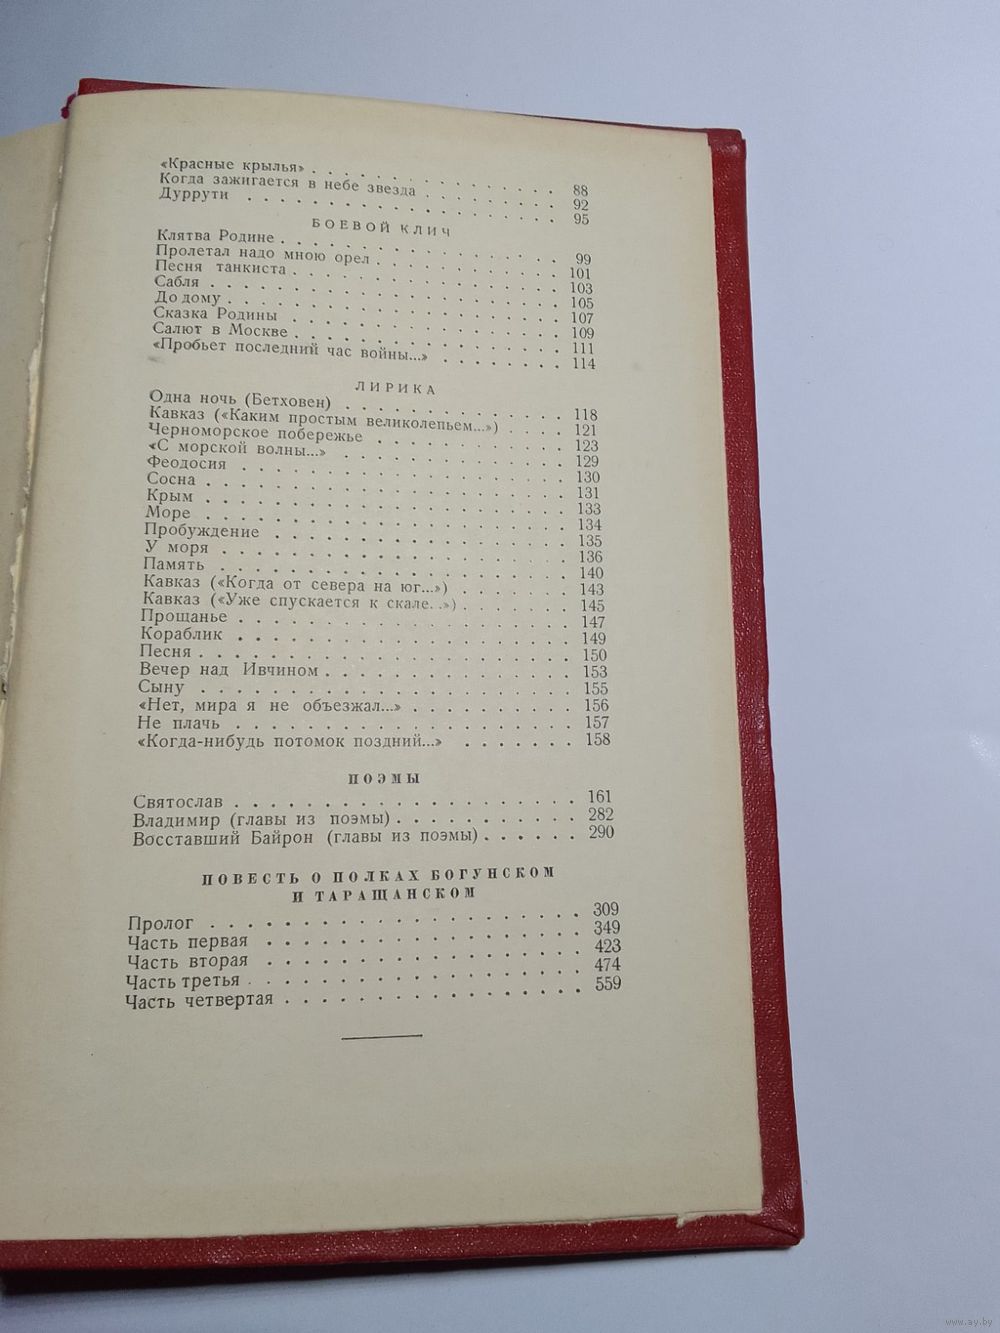 «Красные крылья» . . . . . . . . . . . . . . 88
Когда зажигается в небе звезда . . . . . . . . 92
Дуррути . . . . . . . . . . . . . . . . . 95
БОЕВОЙ КЛИЧ
Клятва Родине . . . . . . . . . . . . . . . 99
Пролетал надо мною орел . . . . . . . . . . 101
Песня танкиста . . . . . . . . . . . . . . 103
Сабля . . . . . . . . . . . . . . . . . . 105
До дому . . . . . . . . . . . . . . . . . 107
Сказка Родины . . . . . . . . . . . . . . 109
Салют в Москве . . . . . . . . . . . . . . 111
«Пробьет последний час войны...» . . . . . . . 114
ЛИРИКА
Одна ночь (Бетховен) . . . . . . . . . . . . 118
Кавказ («Каким простым великолепьем...») . . . . 121
Черноморское побережье . . . . . . . . . . 123
«С морской волны...» . . . . . . . . . . . . 129
Феодосия . . . . . . . . . . . . . . . . 130
Сосна . . . . . . . . . . . . . . . . . . 131
Крым . . . . . . . . . . . . . . . . . . 133
Море . . . . . . . . . . . . . . . . . . 134
Пробуждение . . . . . . . . . . . . . . . 135
У моря . . . . . . . . . . . . . . . . . 136
Память . . . . . . . . . . . . . . . . . 140
Кавказ («Когда от севера на юг...») . . . . . . 143
Кавказ («Уже спускается к скале...») . . . . . . 145
Прощанье . . . . . . . . . . . . . . . . 147
Кораблик . . . . . . . . . . . . . . . . 149
Песня . . . . . . . . . . . . . . . . . . 150
Вечер над Ивчином . . . . . . . . . . . . . 153
Сыну . . . . . . . . . . . . . . . . . . 155
«Нет, мира я не объезжал...» . . . . . . . . . 156
Не плачь . . . . . . . . . . . . . . . . 157
«Когда-нибудь потомок поздний...» . . . . . . . 158
ПОЭМЫ
Святослав . . . . . . . . . . . . . . . . 161
Владимир (главы из поэмы) . . . . . . . . . . 282
Восставший Байрон (главы из поэмы) . . . . . . 290
ПОВЕСТЬ О ПОЛКАХ БОГУНСКОМ
И ТАРАЩАНСКОМ
Пролог . . . . . . . . . . . . . . . . . 309
Часть первая . . . . . . . . . . . . . . . 349
Часть вторая . . . . . . . . . . . . . . . 423
Часть третья . . . . . . . . . . . . . . . 474
Часть четвертая . . . . . . . . . . . . . . 559
www.ay.by